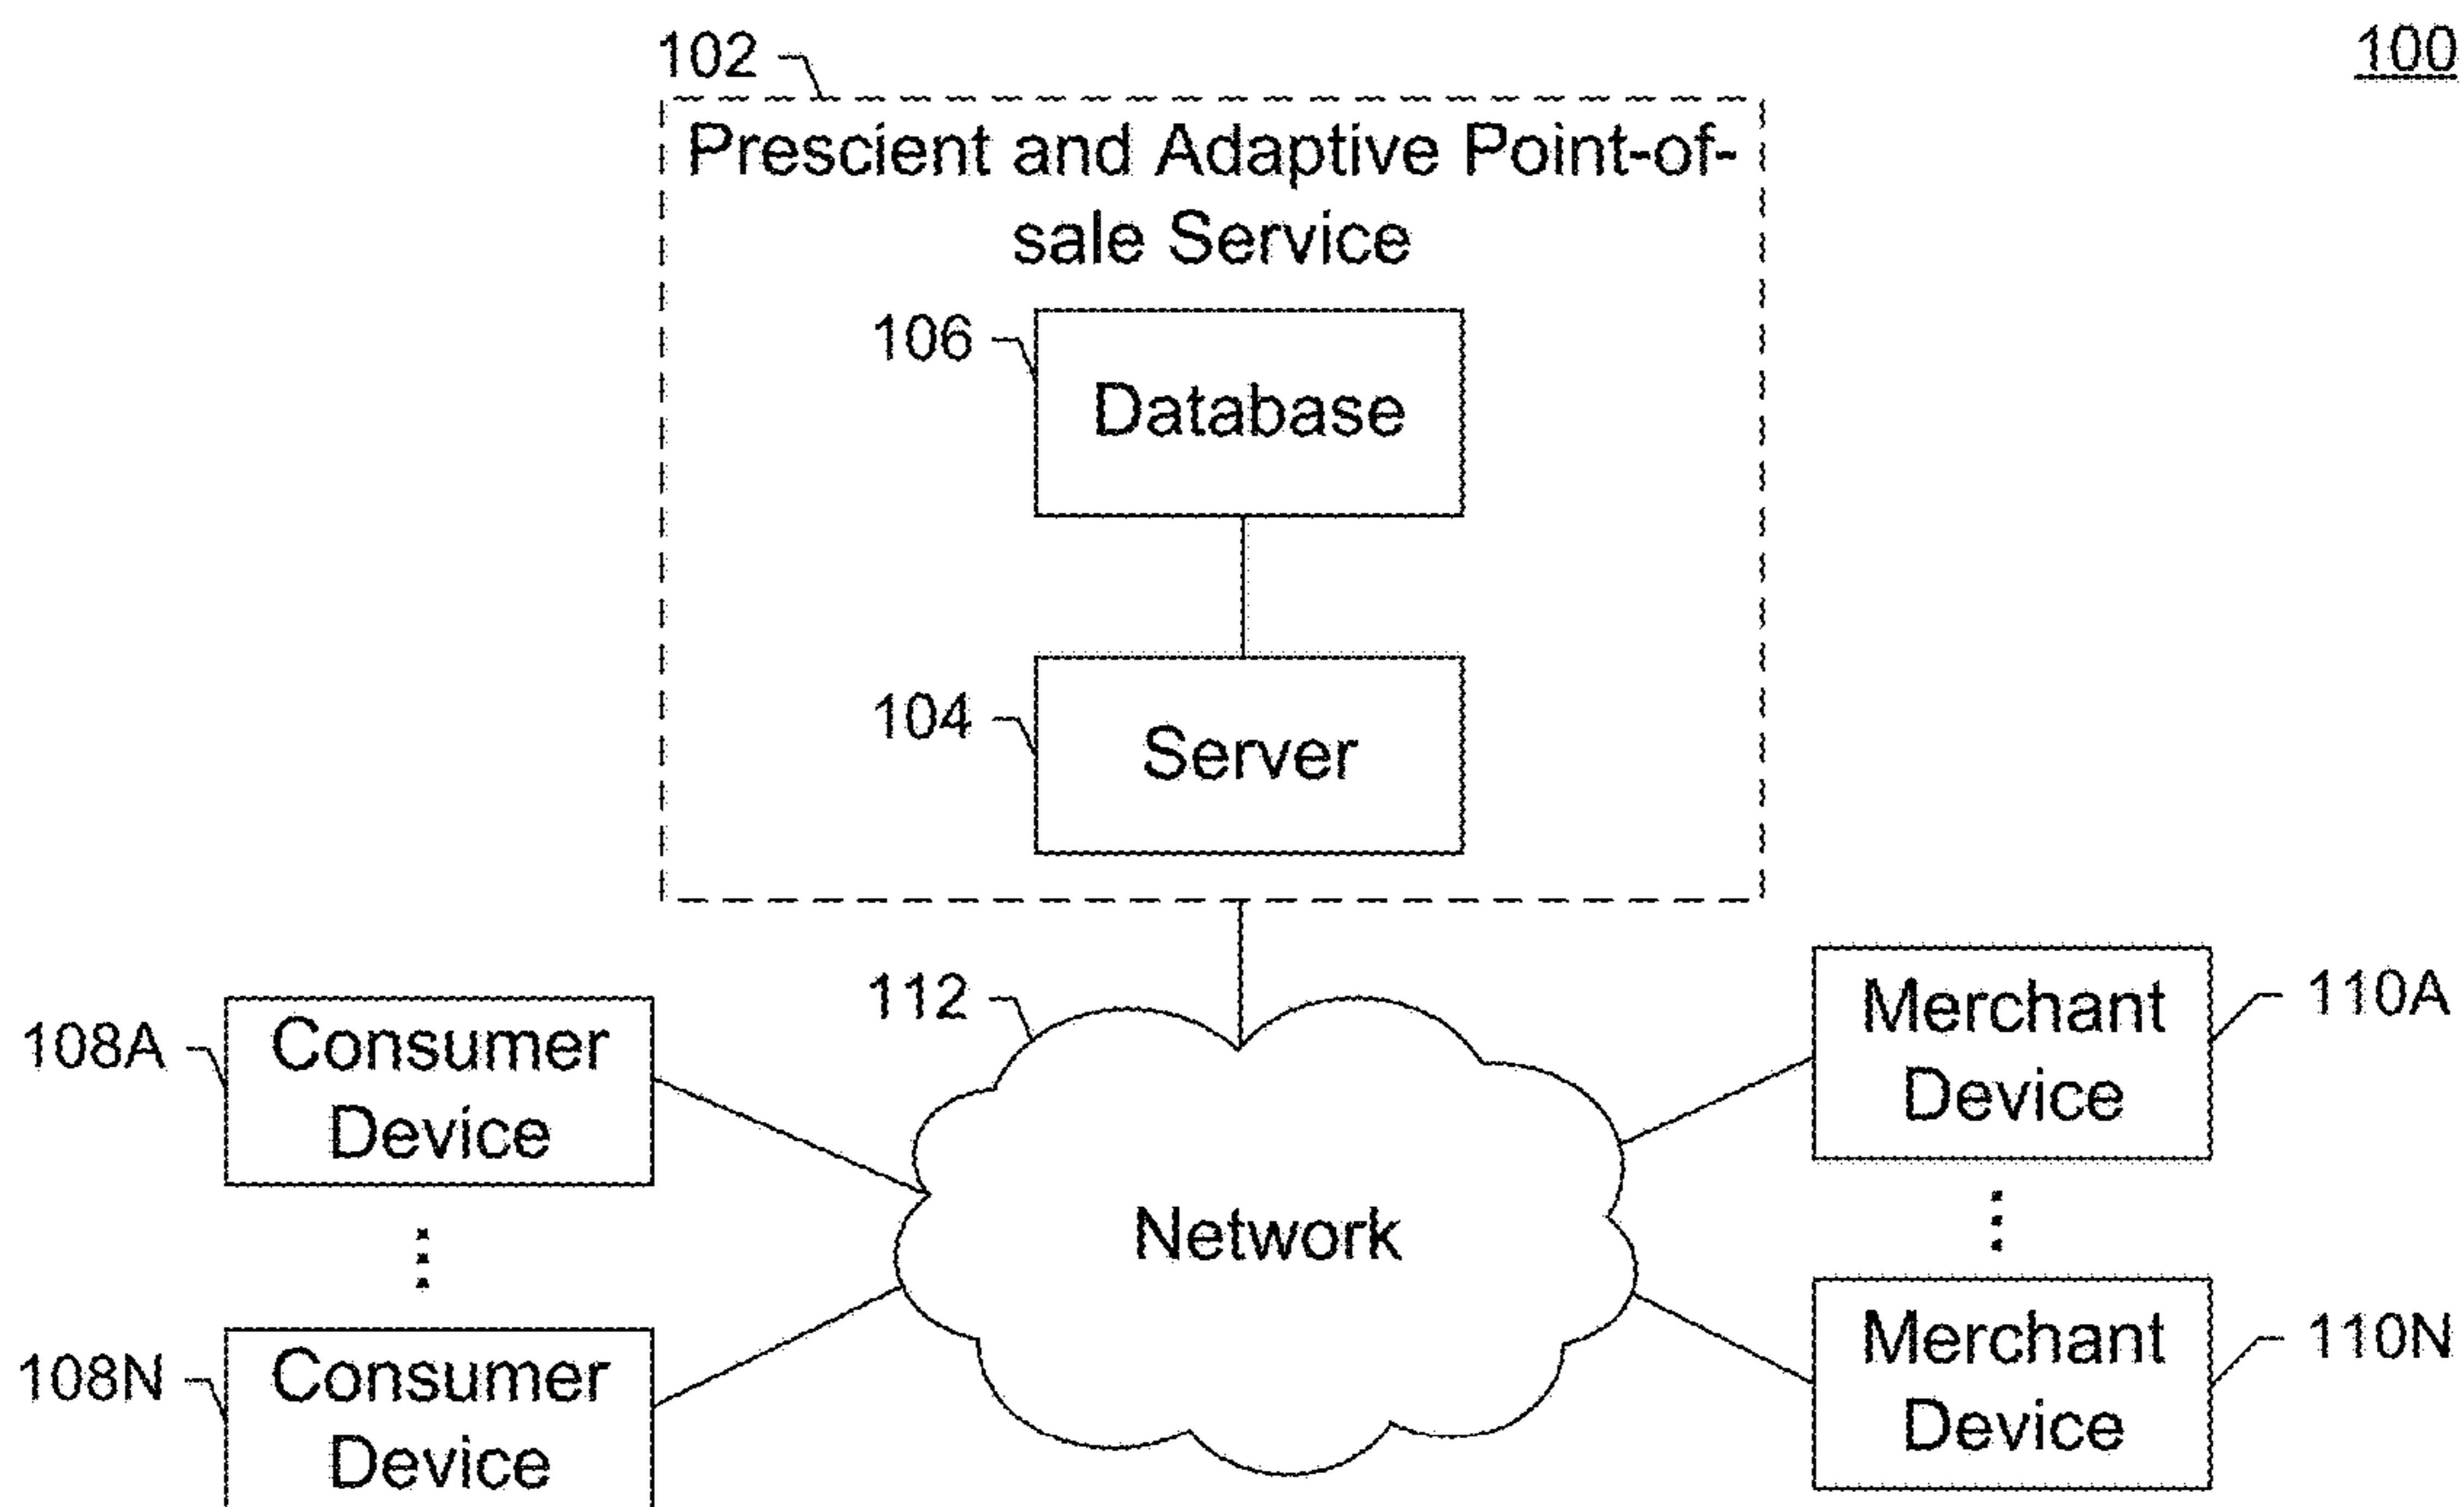 100
102
Prescient and Adaptive Point-of-
sale Service
106
Database
104
Server
112
108A
Consumer
Device
Network
Merchant
Device
110A
108N
Consumer
Device
Merchant
Device
110N